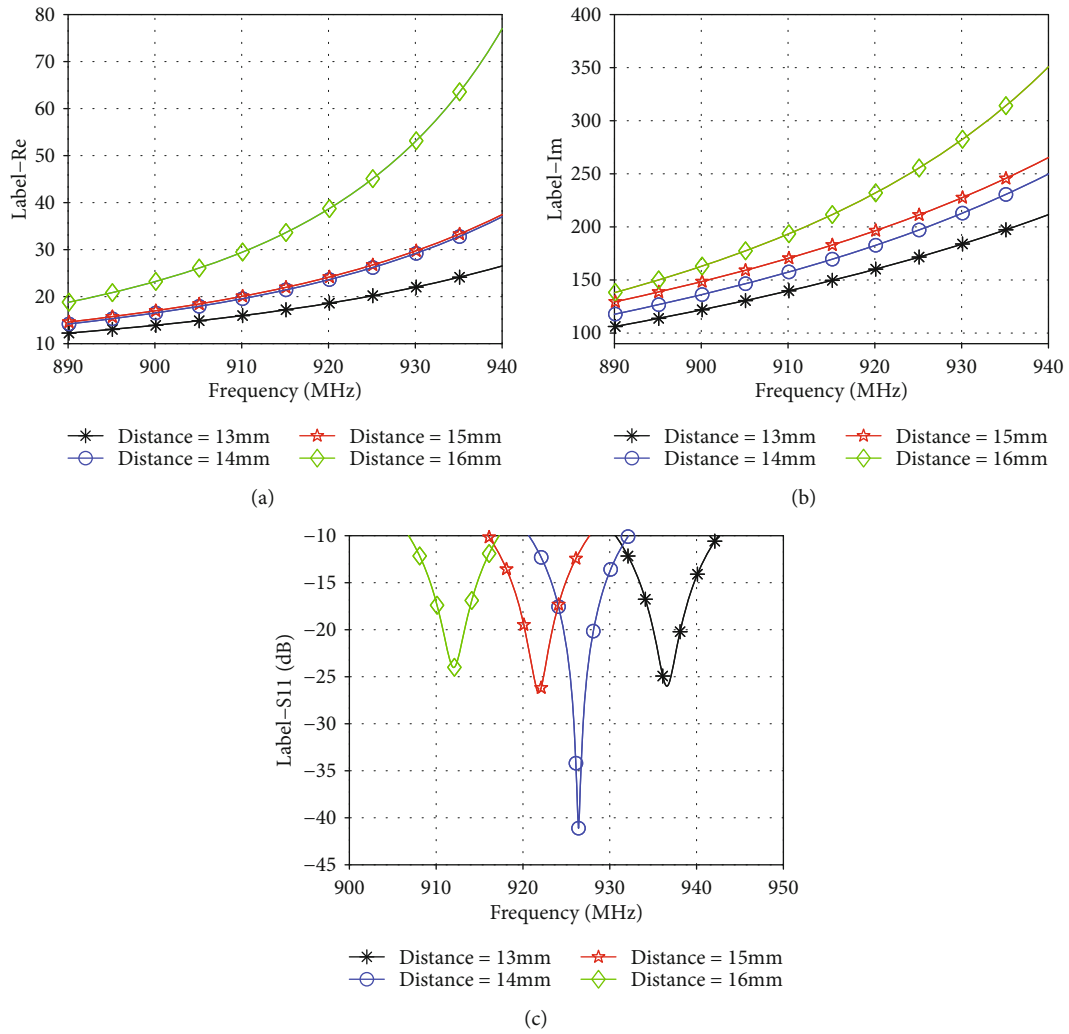 80
70
60
50
40
30
20
10
Label–Re
890 900 910 920 930 940
Frequency (MHz)
Distance = 13mm
Distance = 14mm
Distance = 15mm
Distance = 16mm
(a)
400
350
300
250
200
150
100
Label–Im
890 900 910 920 930 940
Frequency (MHz)
Distance = 13mm
Distance = 14mm
Distance = 15mm
Distance = 16mm
(b)
−10
−15
−20
−25
−30
−35
−40
−45
Label–S11 (dB)
900 910 920 930 940 950
Frequency (MHz)
Distance = 13mm
Distance = 14mm
Distance = 15mm
Distance = 16mm
(c)